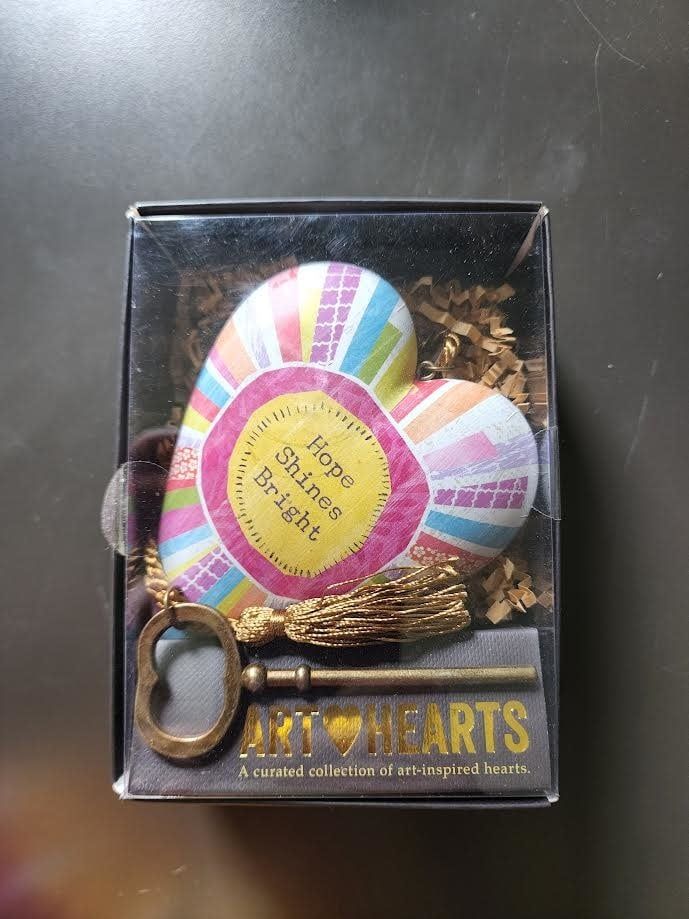 Hope
Shines
Bright
ART HEARTS
A curated collection of art-inspired hearts.